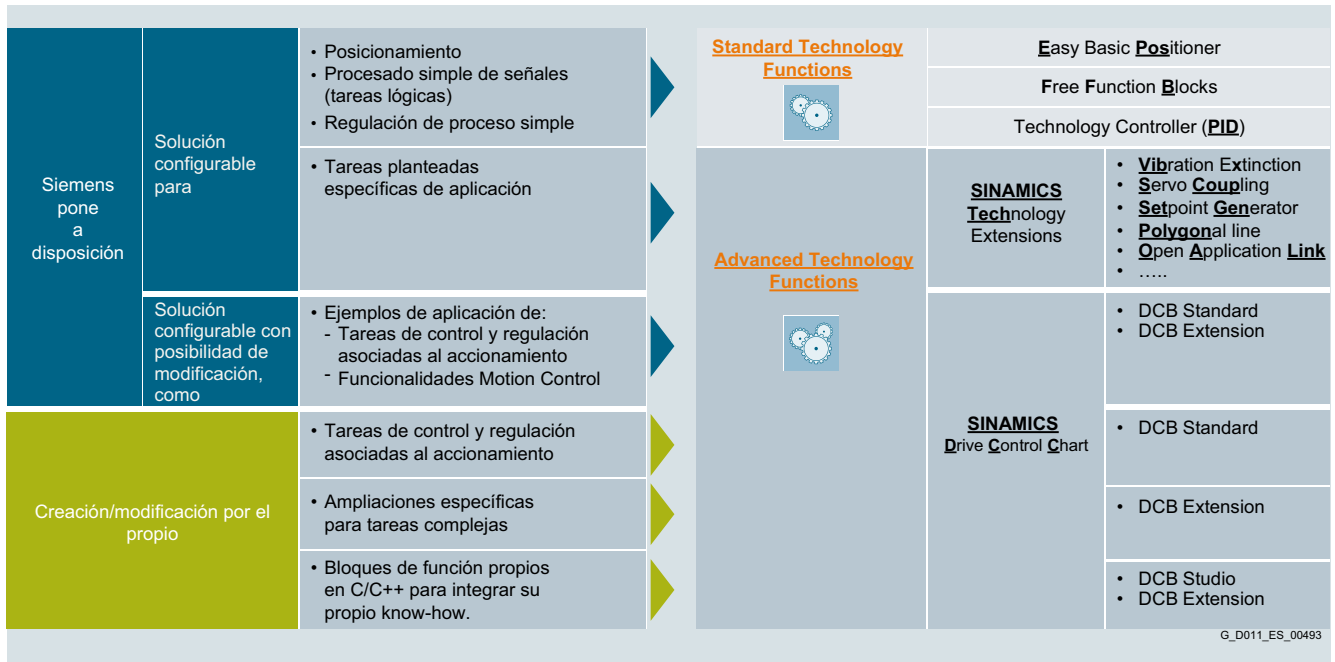 Siemens
pone
a
disposición
Solución
configurable
para
• Posicionamiento
• Procesado simple de señales
(tareas lógicas)
• Regulación de proceso simple
• Tareas planteadas
específicas de aplicación
Solución
configurable con
posibilidad de
modificación,
como
• Ejemplos de aplicación de:
- Tareas de control y regulación
asociadas al accionamiento
- Funcionalidades Motion Control
Creación/modificación por el
propio
• Tareas de control y regulación
asociadas al accionamiento
• Ampliaciones específicas
para tareas complejas
• Bloques de función propios
en C/C++ para integrar su
propio know-how.
Standard Technology
Functions
Easy Basic Positioner
Free Function Blocks
Technology Controller (PID)
Advanced Technology
Functions
SINAMICS
Technology
Extensions
• Vibration Extinction
• Servo Coupling
• Setpoint Generator
• Polygonal line
• Open Application Link
• …..
SINAMICS
Drive Control Chart
• DCB Standard
• DCB Extension
• DCB Standard
• DCB Extension
• DCB Studio
• DCB Extension
G_D011_ES_00493